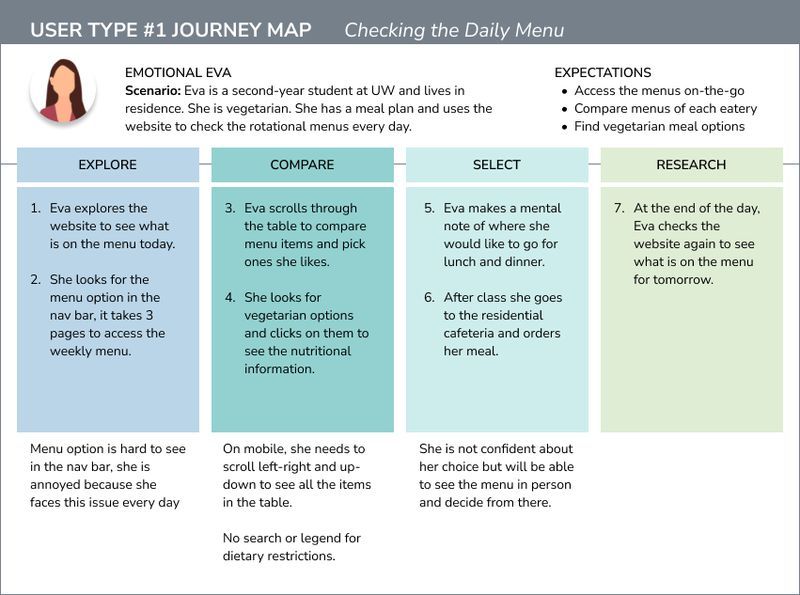 USER TYPE #1 JOURNEY MAP Checking the Daily Menu
EMOTIONAL EVA
Scenario: Eva is a second-year student at UW and lives in
residence. She is vegetarian. She has a meal plan and uses the
website to check the rotational menus every day.
EXPECTATIONS
• Access the menus on-the-go
• Compare menus of each eatery
• Find vegetarian meal options
EXPLORE
1. Eva explores the
website to see what
is on the menu today.
2. She looks for the
menu option in the
nav bar, it takes 3
pages to access the
weekly menu.
Menu option is hard to see
in the nav bar, she is
annoyed because she
faces this issue every day
COMPARE
3. Eva scrolls through
the table to compare
menu items and pick
ones she likes.
4. She looks for
vegetarian options
and clicks on them to
see the nutritional
information.
On mobile, she needs to
scroll left-right and up-
down to see all the items
in the table.
No search or legend for
dietary restrictions.
SELECT
5. Eva makes a mental
note of where she
would like to go for
lunch and dinner.
6. After class she goes
to the residential
cafeteria and orders
her meal.
She is not confident about
her choice but will be able
to see the menu in person
and decide from there.
RESEARCH
7. At the end of the day,
Eva checks the
website again to see
what is on the menu
for tomorrow.